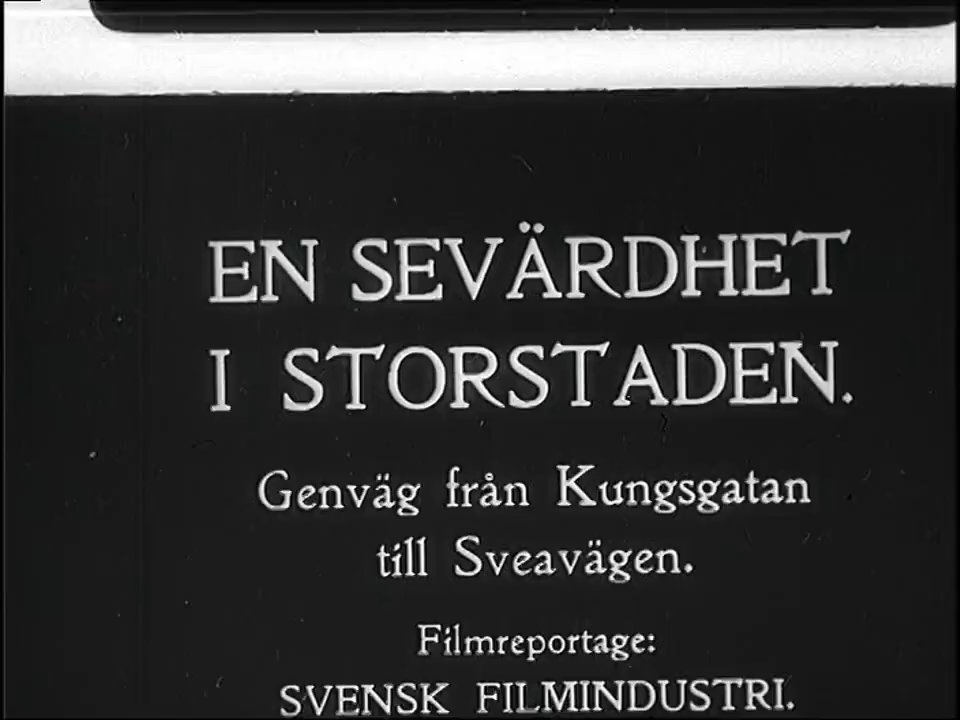 EN SEVÄRDHET
I STORSTADEN.
Genväg från Kungsgatan
till Sveavägen.
Filmreportage:
SVENSK FILMINDUSTRI.